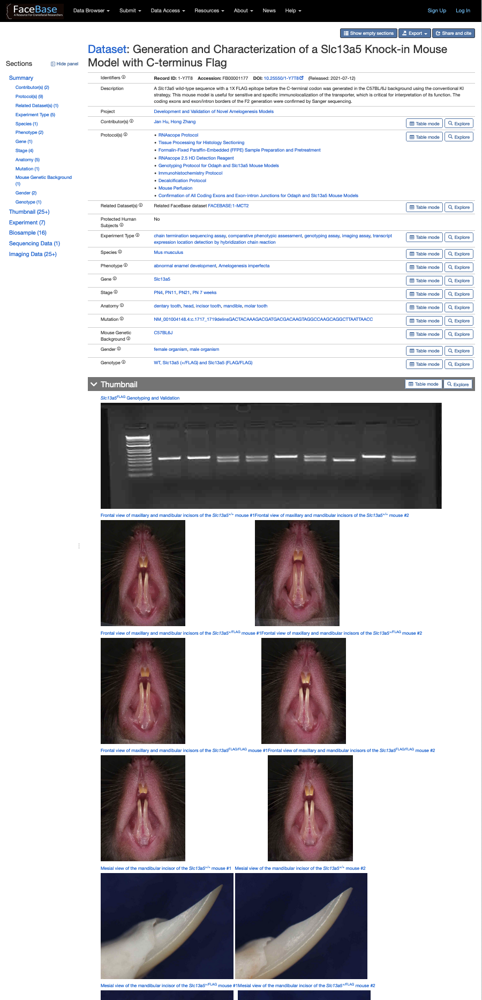 FaceBase
A Resource For Craniofacial Researchers
Data Browser Submit Data Access Resources About News Help Sign Up Log In
Show empty sections Export Share and cite
Dataset: Generation and Characterization of a Slc13a5 Knock-in Mouse
Model with C-terminus Flag
Sections Hide panel
Summary
Contributor(s) (2)
Protocol(s) (9)
Related Dataset(s) (1)
Experiment Type (5)
Species (1)
Phenotype (2)
Gene (1)
Stage (4)
Anatomy (5)
Mutation (1)
Mouse Genetic Background
(1)
Gender (2)
Genotype (1)
Thumbnail (25+)
Experiment (7)
Biosample (16)
Sequencing Data (1)
Imaging Data (25+)
Identifiers Record ID: 1-Y7T8 Accession: FB00001177 DOI: 10.25550/1-Y7T8 (Released: 2021-07-12)
Description A Slc13a5 wild-type sequence with a 1X FLAG epitope before the C-terminal codon was generated in the C57BL/6J background using the conventional KI
strategy. This mouse model is useful for sensitive and specific immunolocalization of the transporter, which is critical for interpretation of its function. The
coding exons and exon/intron borders of the F2 generation were confirmed by Sanger sequencing.
Project Development and Validation of Novel Amelogenesis Models
Contributor(s) Jan Hu, Hong Zhang Table mode Explore
Protocol(s) Table mode Explore
• RNAscope Protocol
• Tissue Processing for Histology Sectioning
• Formalin-Fixed Paraffin-Embedded (FFPE) Sample Preparation and Pretreatment
• RNAscope 2.5 HD Detection Reagent
• Genotyping Protocol for Odaph and Slc13a5 Mouse Models
• Immunohistochemistry Protocol
• Decalcification Protocol
• Mouse Perfusion
• Confirmation of All Coding Exons and Exon-intron Junctions for Odaph and Slc13a5 Mouse Models
Related Dataset(s) Related FaceBase dataset FACEBASE:1-MCT2 Table mode Explore
Protected Human
Subjects No
Experiment Type chain termination sequencing assay, comparative phenotypic assessment, genotyping assay, imaging assay, transcript
expression location detection by hybridization chain reaction Table mode Explore
Species Mus musculus Table mode Explore
Phenotype abnormal enamel development, Amelogenesis imperfecta Table mode Explore
Gene Slc13a5 Table mode Explore
Stage PN4, PN11, PN21, PN 7 weeks Table mode Explore
Anatomy dentary tooth, head, incisor tooth, mandible, molar tooth Table mode Explore
Mutation NM_001004148.4:c.1717_1719delinsGACTACAAAGACGATGACGACAAGTAGGCCAAGCAGGCTTAATTAACC Table mode Explore
Mouse Genetic
Background C57BL6J Table mode Explore
Gender female organism, male organism Table mode Explore
Genotype WT, Slc13a5 (+/FLAG) and Slc13a5 (FLAG/FLAG) Table mode Explore
Thumbnail Table mode Explore
Slc13a5FLAG Genotyping and Validation
Frontal view of maxillary and mandibular incisors of the Slc13a5+/+ mouse #1Frontal view of maxillary and mandibular incisors of the Slc13a5+/+ mouse #2
Frontal view of maxillary and mandibular incisors of the Slc13a5+/FLAG mouse #1Frontal view of maxillary and mandibular incisors of the Slc13a5+/FLAG mouse #2
Frontal view of maxillary and mandibular incisors of the Slc13a5FLAG/FLAG mouse #1Frontal view of maxillary and mandibular incisors of the Slc13a5FLAG/FLAG mouse #2
Mesial view of the mandibular incisor of the Slc13a5+/+ mouse #1 Mesial view of the mandibular incisor of the Slc13a5+/+ mouse #2
Mesial view of the mandibular incisor of the Slc13a5+/FLAG mouse #1Mesial view of the mandibular incisor of the Slc13a5+/FLAG mouse #2